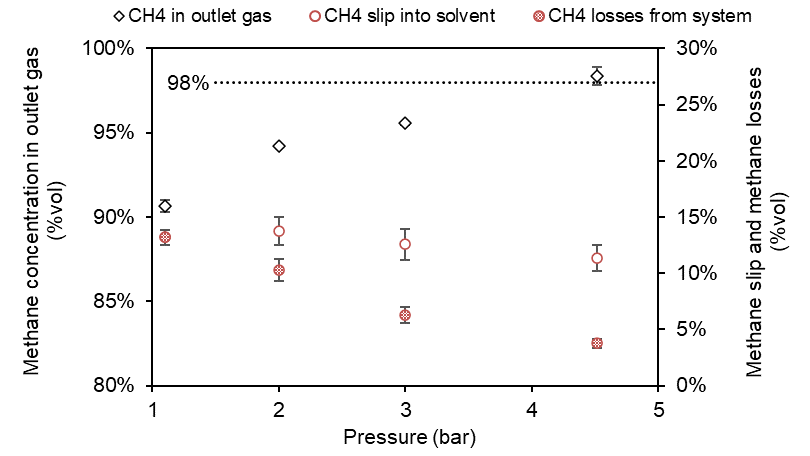 CH4 in outlet gas
CH4 slip into solvent
CH4 losses from system
Methane concentration in outlet gas
(%vol)
100%
95%
90%
85%
80%
98%
30%
25%
20%
15%
10%
5%
0%
Methane slip and methane losses
(%vol)
1
2
3
4
5
Pressure (bar)